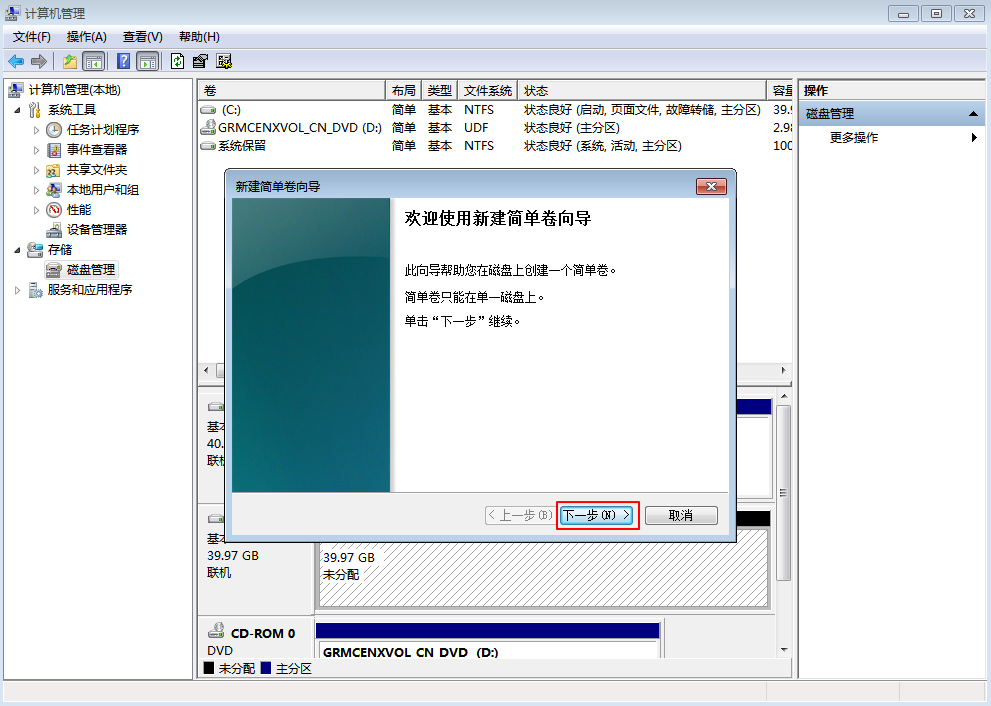 计算机管理
文件(F) 操作(A) 查看(V) 帮助(H)
计算机管理(本地)
系统工具
任务计划程序
事件查看器
共享文件夹
本地用户和组
性能
设备管理器
存储
磁盘管理
服务和应用程序
卷 布局 类型 文件系统 状态 容量
(C:) 简单 基本 NTFS 状态良好 (启动, 页面文件, 故障转储, 主分区) 39.9
GRMCENXVOL_CN_DVD (D:) 简单 基本 UDF 状态良好 (主分区) 2.98
系统保留 简单 基本 NTFS 状态良好 (系统, 活动, 主分区) 100
操作
磁盘管理
更多操作
新建简单卷向导
欢迎使用新建简单卷向导
此向导帮助您在磁盘上创建一个简单卷。
简单卷只能在单一磁盘上。
单击“下一步”继续。
< 上一步(B) 下一步(N) > 取消
基本
40.
联机
基本
39.97 GB
联机
39.97 GB
未分配
CD-ROM 0
DVD
GRMCENXVOL_CN_DVD (D:)
未分配 主分区